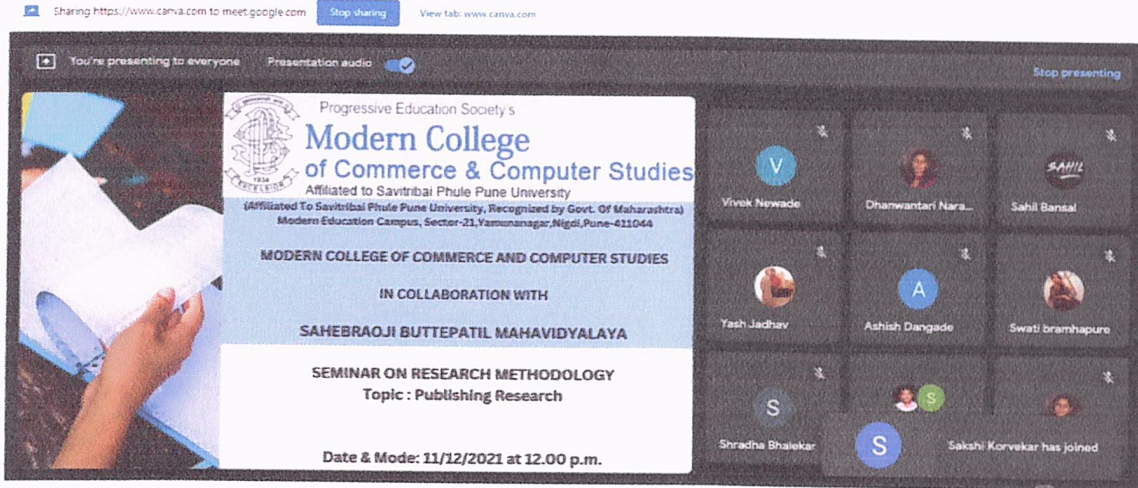 Sharing https://www.canva.com to meet.google.com Stop sharing View tab: www.canva.com
You're presenting to everyone Presentation audio Stop presenting
Progressive Education Society's
Modern College
of Commerce & Computer Studies
Affiliated to Savitribai Phule Pune University
1934
EXCELSIOR
(Affiliated To Savitribai Phule Pune University, Recognized by Govt. Of Maharashtra)
Modern Education Campus, Sector-21,Yamunanagar,Nigdi,Pune-411044
MODERN COLLEGE OF COMMERCE AND COMPUTER STUDIES
IN COLLABORATION WITH
SAHEBRAOJI BUTTEPATIL MAHAVIDYALAYA
SEMINAR ON RESEARCH METHODOLOGY
Topic : Publishing Research
Date & Mode: 11/12/2021 at 12.00 p.m.
V
SAHIL
Vivek Newade Dhanwantari Nara... Sahil Bansal
A
Yash Jadhav Ashish Dangade Swati bramhapure
S S
Shradha Bhalekar
S Sakshi Korvekar has joined